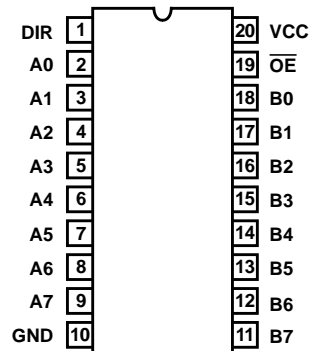 DIR 1 20 VCC
A0 2 19 O̅E̅
A1 3 18 B0
A2 4 17 B1
A3 5 16 B2
A4 6 15 B3
A5 7 14 B4
A6 8 13 B5
A7 9 12 B6
GND 10 11 B7